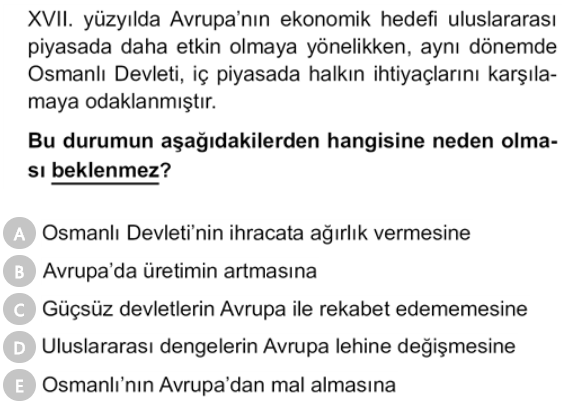 XVII. yüzyılda Avrupa’nın ekonomik hedefi uluslararası
piyasada daha etkin olmaya yönelikken, aynı dönemde
Osmanlı Devleti, iç piyasada halkın ihtiyaçlarını karşıla-
maya odaklanmıştır.
Bu durumun aşağıdakilerden hangisine neden olma-
sı beklenmez?
A Osmanlı Devleti’nin ihracata ağırlık vermesine
B Avrupa’da üretimin artmasına
C Güçsüz devletlerin Avrupa ile rekabet edememesine
D Uluslararası dengelerin Avrupa lehine değişmesine
E Osmanlı’nın Avrupa’dan mal almasına